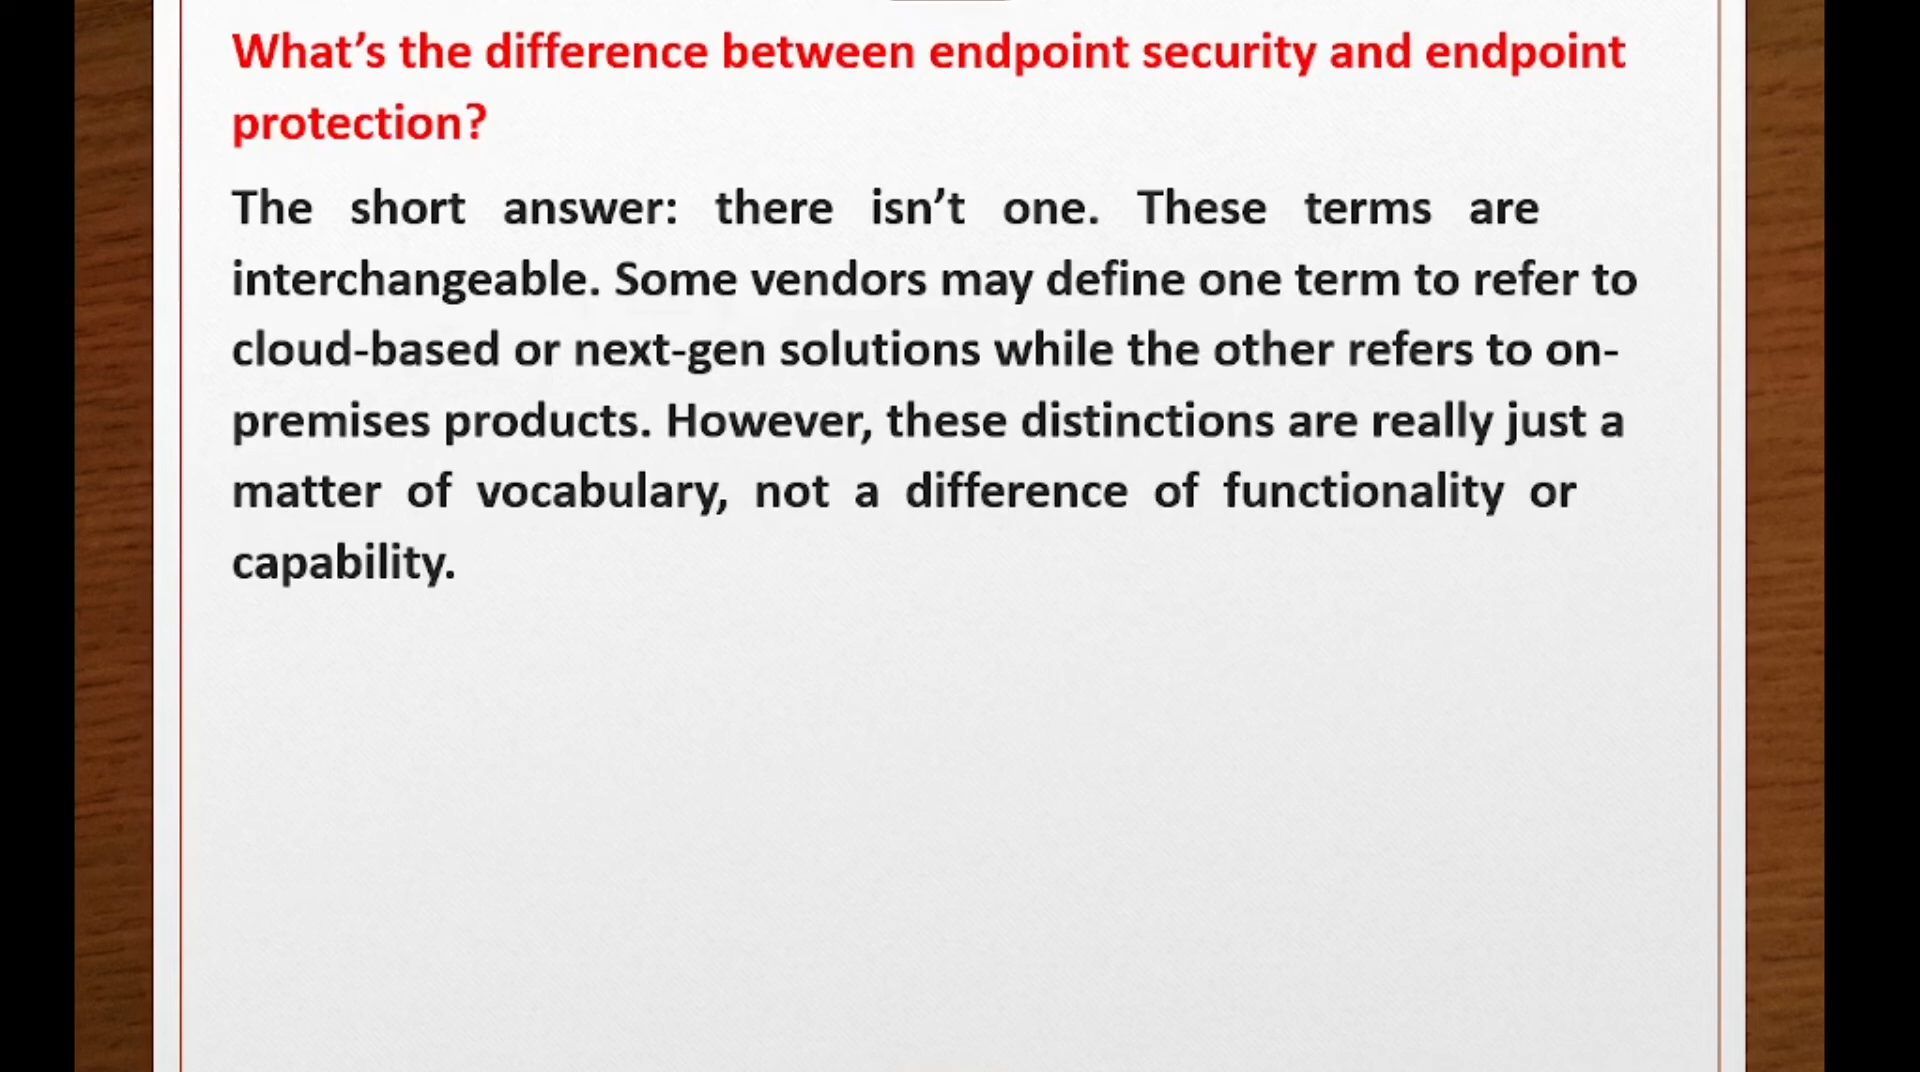 What’s the difference between endpoint security and endpoint
protection?
The short answer: there isn’t one. These terms are
interchangeable. Some vendors may define one term to refer to
cloud-based or next-gen solutions while the other refers to on-
premises products. However, these distinctions are really just a
matter of vocabulary, not a difference of functionality or
capability.